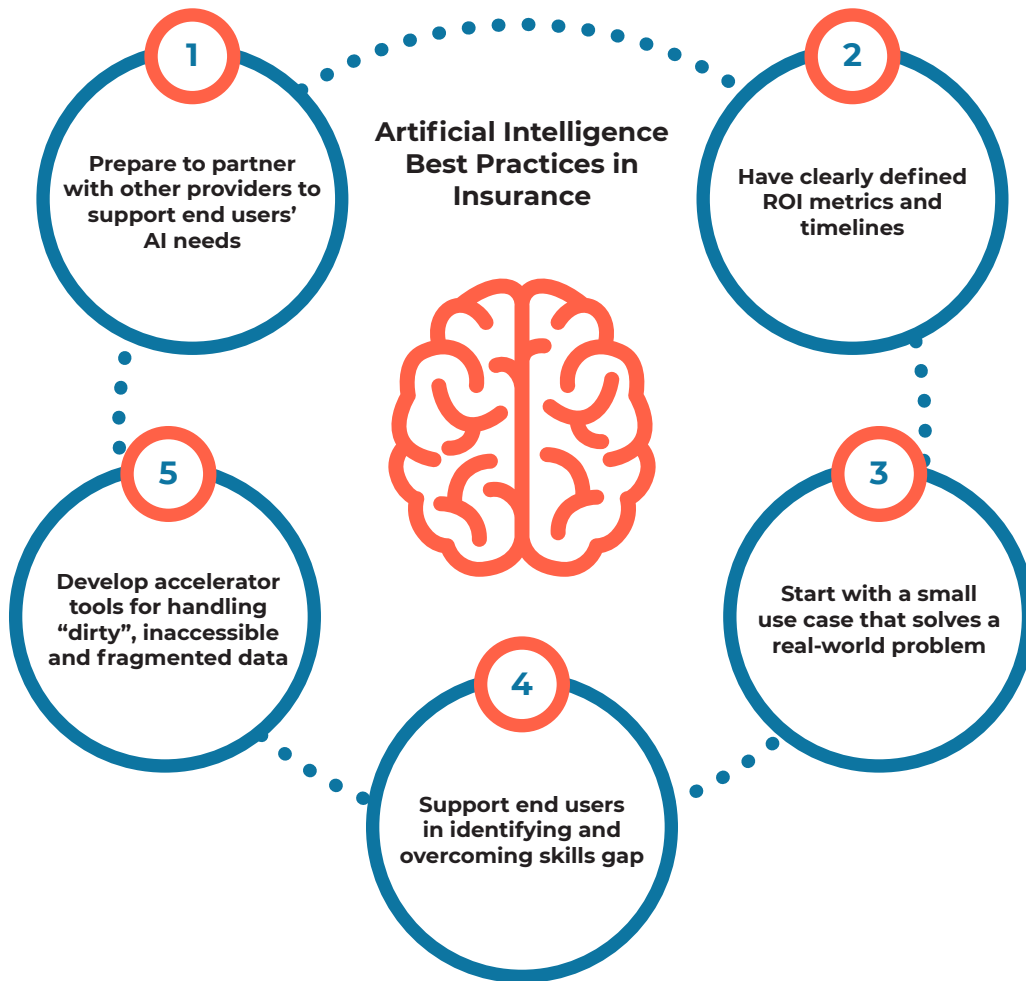 Artificial Intelligence
Best Practices in
Insurance
1
Prepare to partner
with other providers to
support end users’
AI needs
2
Have clearly defined
ROI metrics and
timelines
3
Start with a small
use case that solves a
real-world problem
4
Support end users
in identifying and
overcoming skills gap
5
Develop accelerator
tools for handling
“dirty”, inaccessible
and fragmented data